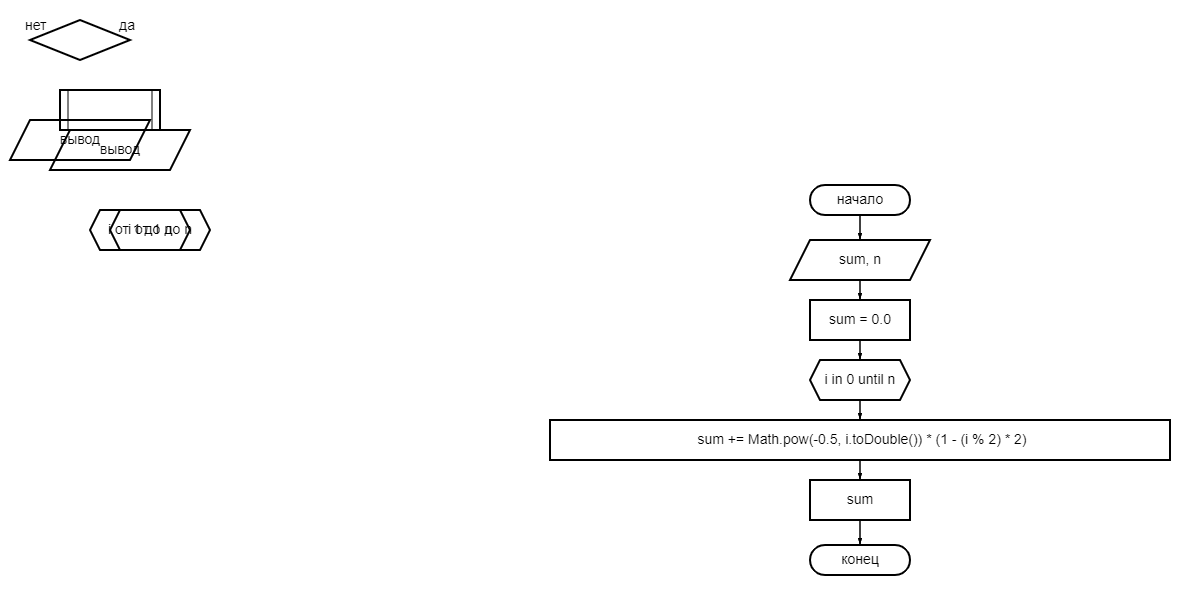 нет
да
вывод
вывод
i от 1 до n
i от 1 до n
начало
sum, n
sum = 0.0
i in 0 until n
sum += Math.pow(-0.5, i.toDouble()) * (1 - (i % 2) * 2)
sum
конец